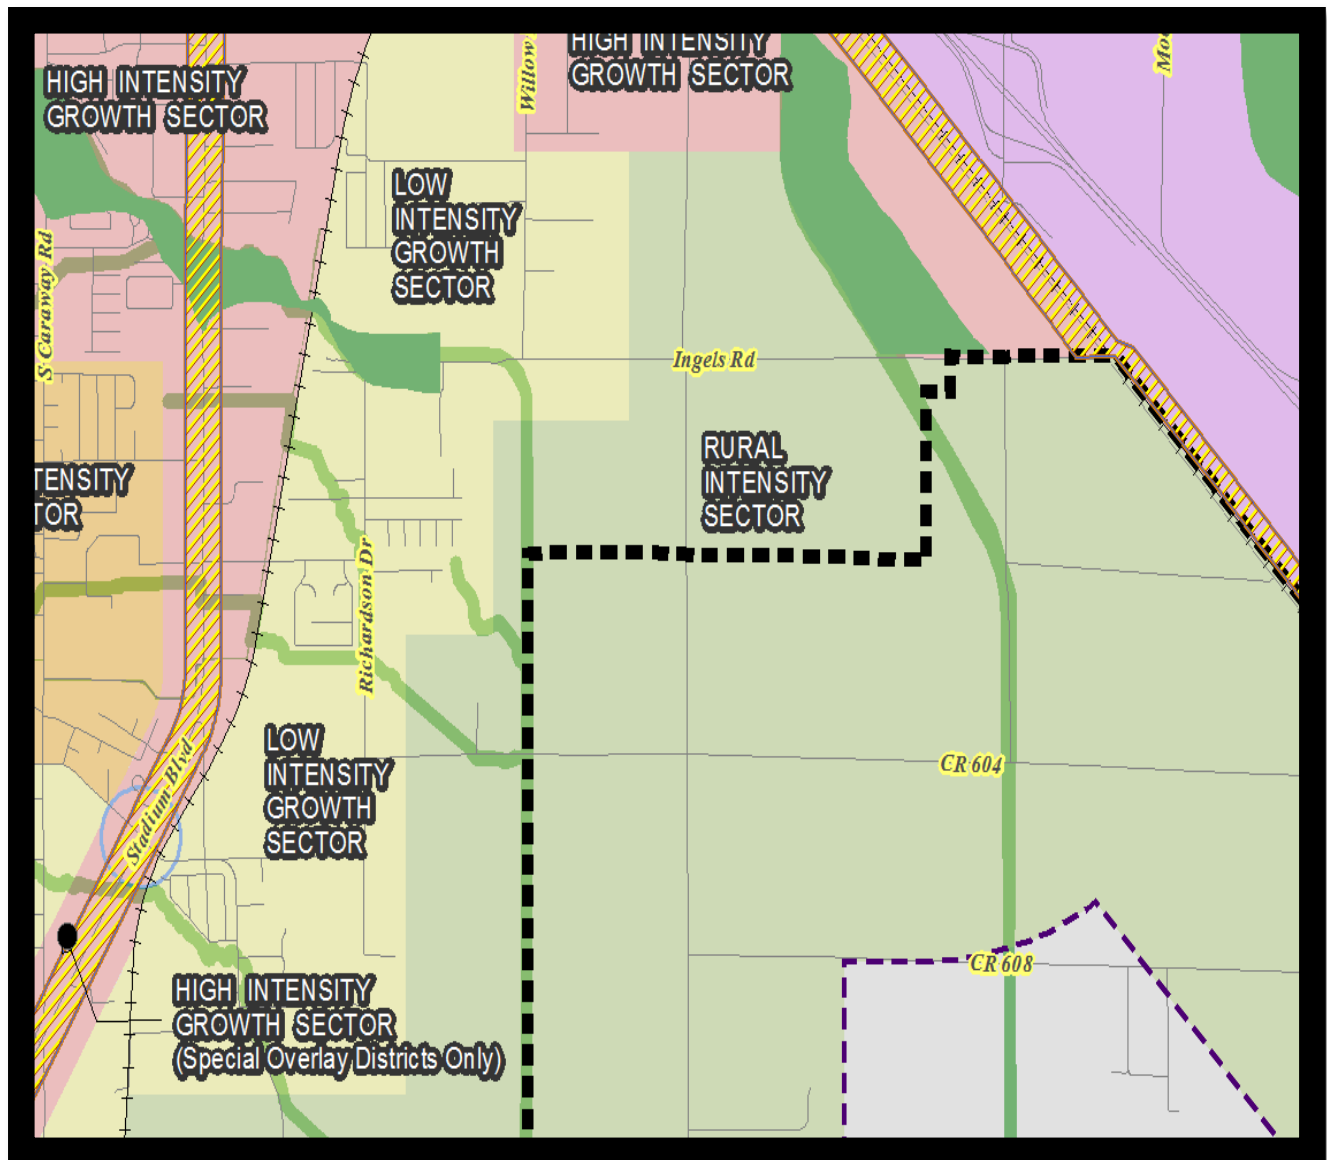 HIGH INTENSITY
GROWTH SECTOR
HIGH INTENSITY
GROWTH SECTOR
Willow
LOW
INTENSITY
GROWTH
SECTOR
S Caraway Rd
Ingels Rd
RURAL
INTENSITY
SECTOR
TENSITY
TOR
Richardson Dr
LOW
INTENSITY
GROWTH
SECTOR
Stadium Blvd
CR 604
CR 608
HIGH INTENSITY
GROWTH SECTOR
(Special Overlay Districts Only)